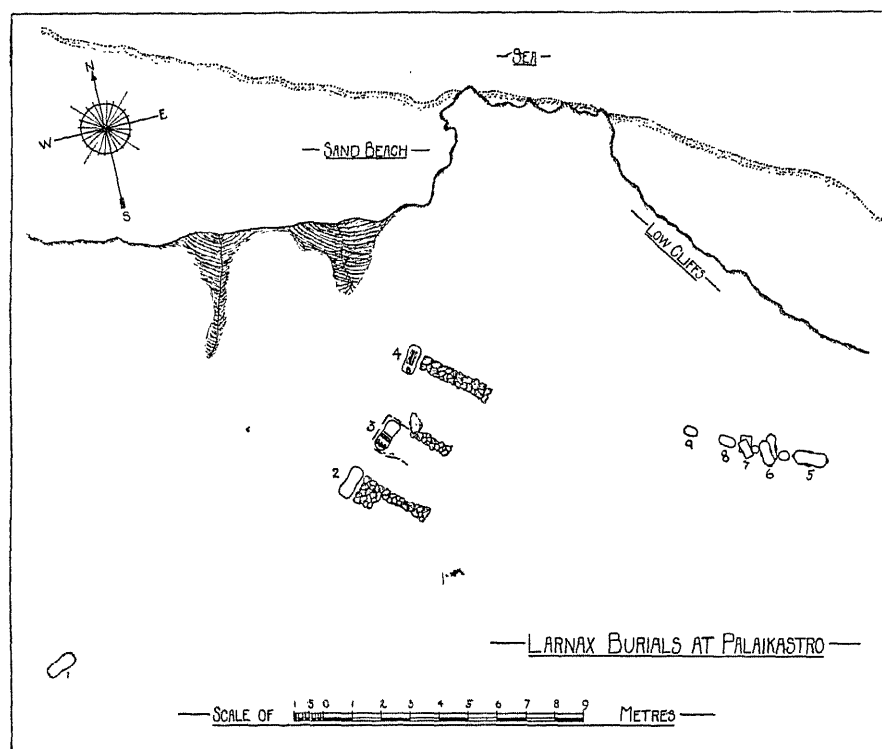 — SEA —
N
W E
S
— SAND BEACH —
— LOW CLIFFS —
4
3
2
9 8 7 6 5
1
— LARNAX BURIALS AT PALAIKASTRO —
1 .5 0 1 2 3 4 5 6 7 8 9
— SCALE OF METRES —